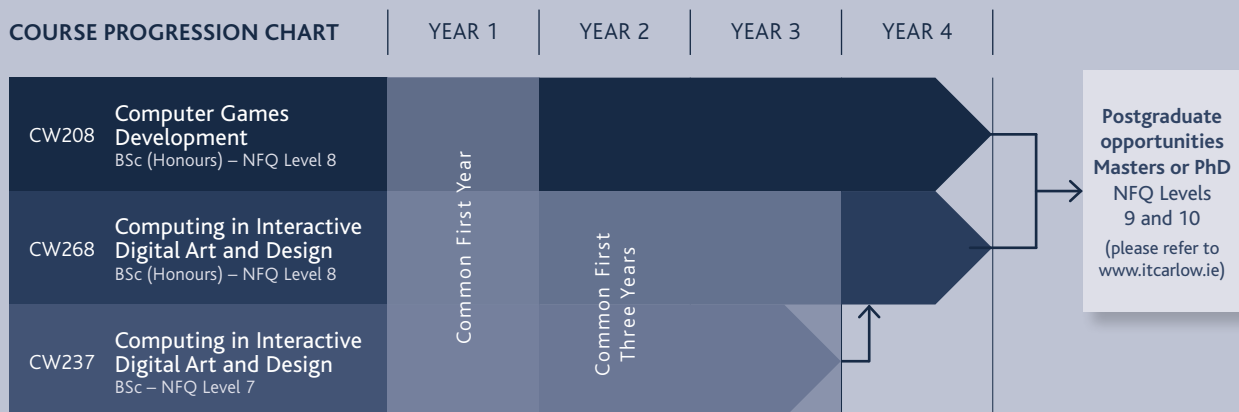 COURSE PROGRESSION CHART
YEAR 1
YEAR 2
YEAR 3
YEAR 4
CW208
Computer Games
Development
BSc (Honours) – NFQ Level 8
CW268
Computing in Interactive
Digital Art and Design
BSc (Honours) – NFQ Level 8
CW237
Computing in Interactive
Digital Art and Design
BSc – NFQ Level 7
Common First Year
Common First
Three Years
Postgraduate
opportunities
Masters or PhD
NFQ Levels
9 and 10
(please refer to
www.itcarlow.ie)